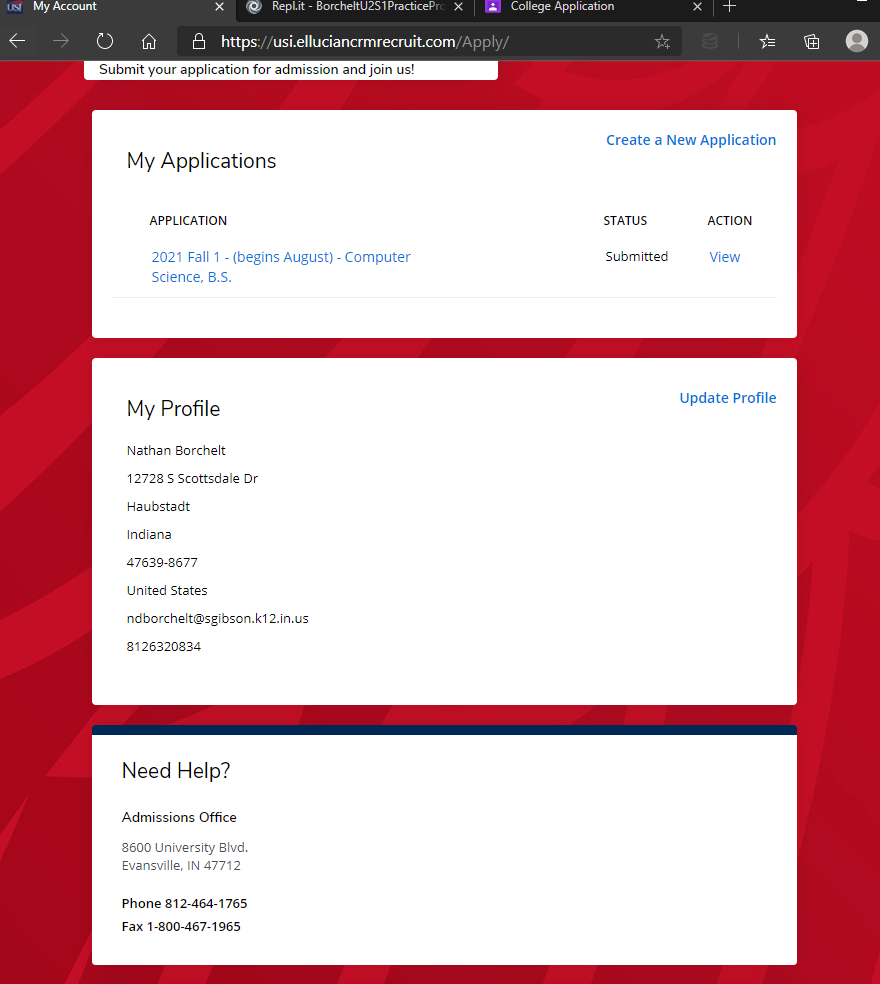 USI My Account
Repl.it - BorcheltU2S1PracticePr
College Application
https://usi.elluciancrmrecruit.com/Apply/
Submit your application for admission and join us!
Create a New Application
My Applications
APPLICATION STATUS ACTION
2021 Fall 1 - (begins August) - Computer Submitted View
Science, B.S.
Update Profile
My Profile
Nathan Borchelt
12728 S Scottsdale Dr
Haubstadt
Indiana
47639-8677
United States
ndborchelt@sgibson.k12.in.us
8126320834
Need Help?
Admissions Office
8600 University Blvd.
Evansville, IN 47712
Phone 812-464-1765
Fax 1-800-467-1965